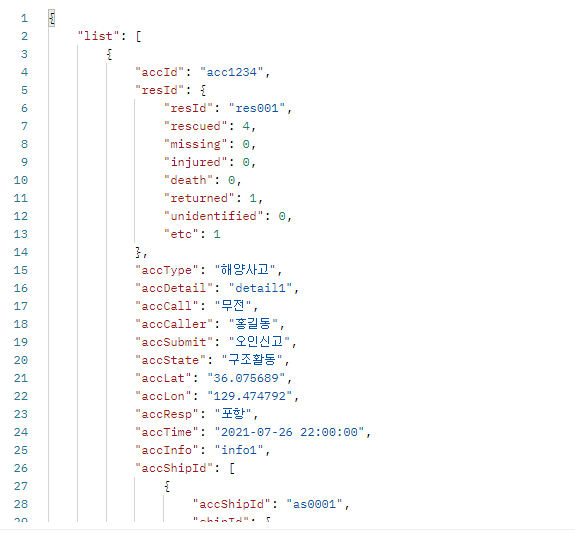 1 {
2 "list": [
3 {
4 "accId": "acc1234",
5 "resId": {
6 "resId": "res001",
7 "rescued": 4,
8 "missing": 0,
9 "injured": 0,
10 "death": 0,
11 "returned": 1,
12 "unidentified": 0,
13 "etc": 1
14 },
15 "accType": "해양사고",
16 "accDetail": "detail1",
17 "accCall": "무전",
18 "accCaller": "홍길동",
19 "accSubmit": "오인신고",
20 "accState": "구조활동",
21 "accLat": "36.075689",
22 "accLon": "129.474792",
23 "accResp": "포항",
24 "accTime": "2021-07-26 22:00:00",
25 "accInfo": "info1",
26 "accShipId": [
27 {
28 "accShipId": "as0001",
29 "shipId": {